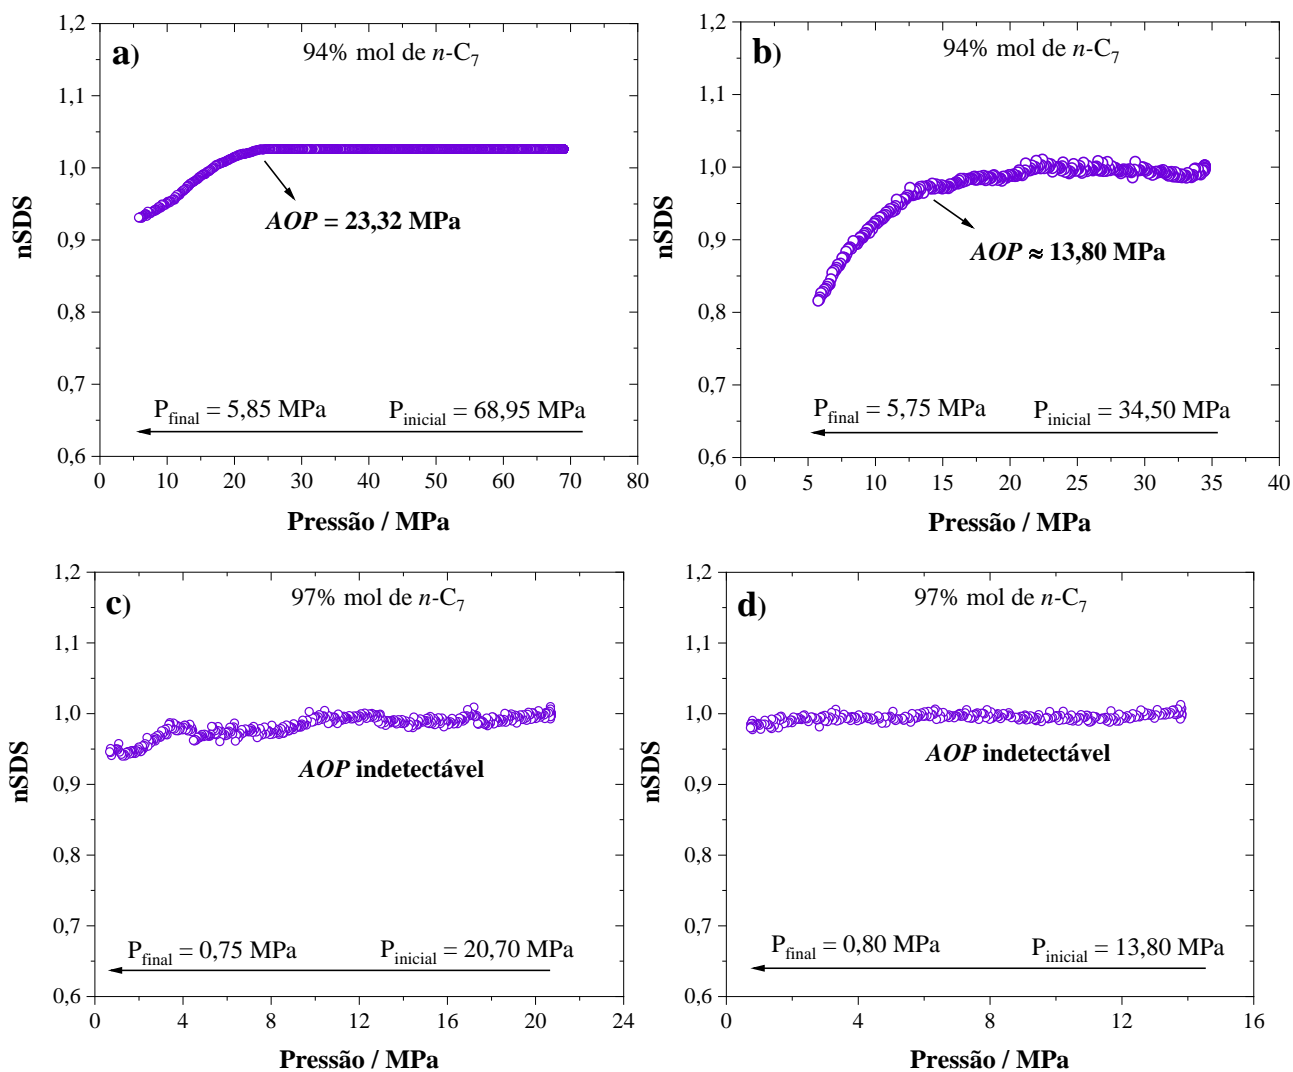 a)
94% mol de n-C7
1,2
1,1
1,0
0,9
0,8
0,7
0,6
nSDS
AOP = 23,32 MPa
Pfinal = 5,85 MPa
Pinicial = 68,95 MPa
0 10 20 30 40 50 60 70 80
Pressão / MPa
b)
94% mol de n-C7
1,2
1,1
1,0
0,9
0,8
0,7
0,6
nSDS
AOP ≈ 13,80 MPa
Pfinal = 5,75 MPa
Pinicial = 34,50 MPa
0 5 10 15 20 25 30 35 40
Pressão / MPa
c)
97% mol de n-C7
1,2
1,1
1,0
0,9
0,8
0,7
0,6
nSDS
AOP indetectável
Pfinal = 0,75 MPa
Pinicial = 20,70 MPa
0 4 8 12 16 20 24
Pressão / MPa
d)
97% mol de n-C7
1,2
1,1
1,0
0,9
0,8
0,7
0,6
nSDS
AOP indetectável
Pfinal = 0,80 MPa
Pinicial = 13,80 MPa
0 4 8 12 16
Pressão / MPa